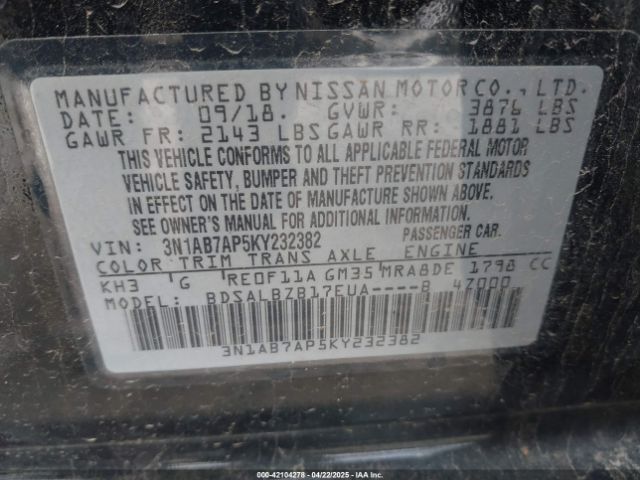 MANUFACTURED BY NISSAN MOTOR CO., LTD.
DATE: 09/18. GVWR: 3876 LBS
GAWR FR: 2143 LBS GAWR RR: 1881 LBS
THIS VEHICLE CONFORMS TO ALL APPLICABLE FEDERAL MOTOR
VEHICLE SAFETY, BUMPER AND THEFT PREVENTION STANDARDS
IN EFFECT ON THE DATE OF MANUFACTURE SHOWN ABOVE.
SEE OWNER'S MANUAL FOR ADDITIONAL INFORMATION.
VIN: 3N1AB7AP5KY232382 PASSENGER CAR.
COLOR TRIM TRANS AXLE ENGINE
KH3 G RE0F11A GM35 MRA8DE 1798 CC
MODEL: BDSALBZB17EUA----B 47000
3N1AB7AP5KY232382
000-42104278 - 04/22/2025 - IAAI.COM